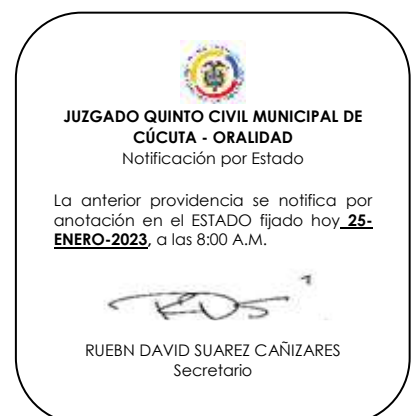 JUZGADO QUINTO CIVIL MUNICIPAL DE
CÚCUTA - ORALIDAD
Notificación por Estado
La anterior providencia se notifica por
anotación en el ESTADO fijado hoy 25-
ENERO-2023, a las 8:00 A.M.
RUEBN DAVID SUAREZ CAÑIZARES
Secretario